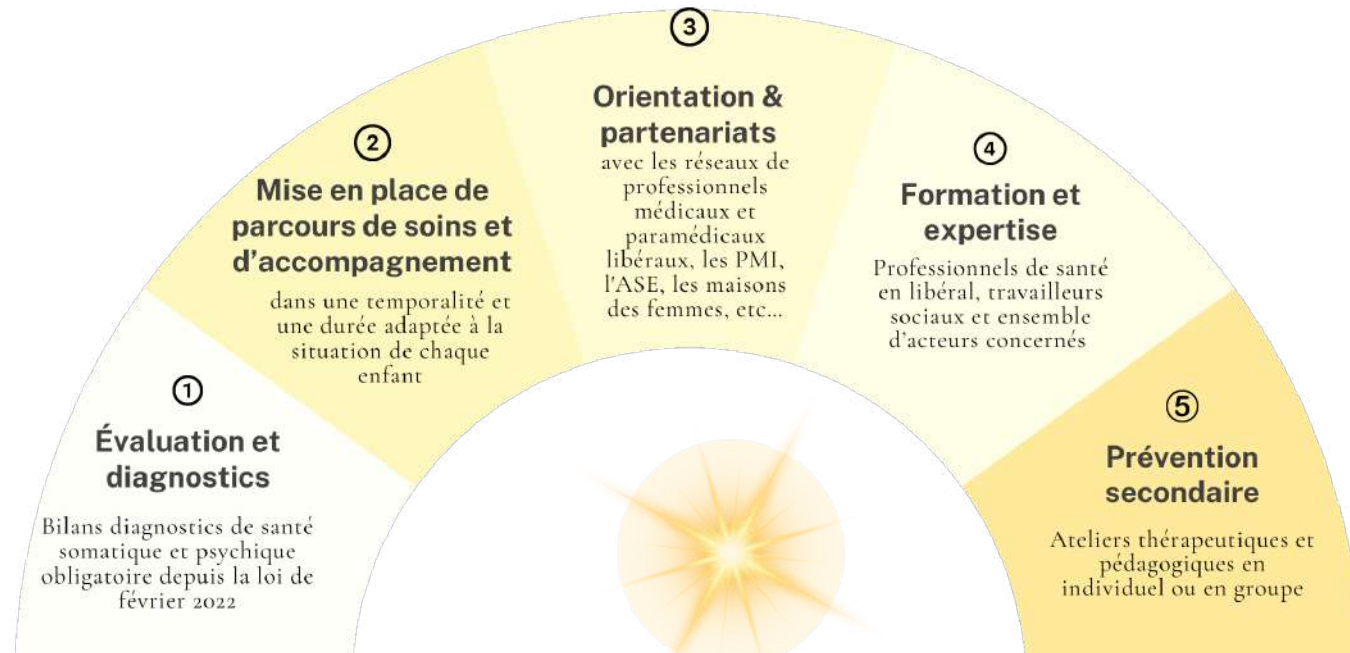 1
Évaluation et
diagnostics
Bilans diagnostics de santé
somatique et psychique
obligatoire depuis la loi de
février 2022
2
Mise en place de
parcours de soins et
d'accompagnement
dans une temporalité et
une durée adaptée à la
situation de chaque
enfant
3
Orientation &
partenariats
avec les réseaux de
professionnels
médicaux et
paramédicaux
libéraux, les PMI,
l'ASE, les maisons
des femmes, etc...
4
Formation et
expertise
Professionnels de santé
en libéral, travailleurs
sociaux et ensemble
d'acteurs concernés
5
Prévention
secondaire
Ateliers thérapeutiques et
pédagogiques en
individuel ou en groupe